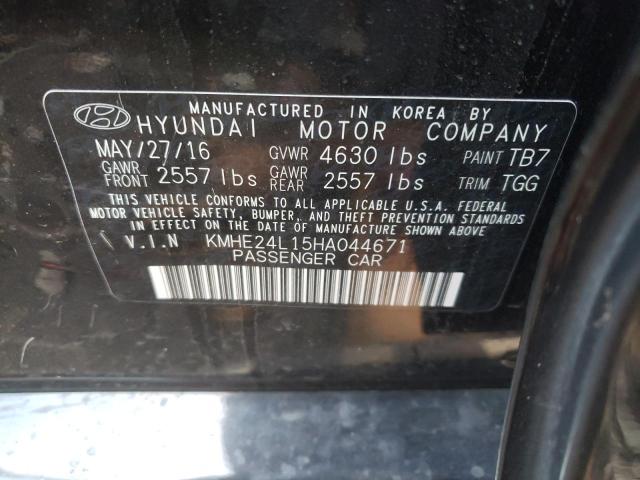 MANUFACTURED IN KOREA BY
HYUNDAI MOTOR COMPANY
MAY/27/16 GVWR 4630 lbs PAINT TB7
GAWR FRONT 2557 lbs GAWR REAR 2557 lbs TRIM TGG
THIS VEHICLE CONFORMS TO ALL APPLICABLE U.S.A. FEDERAL
MOTOR VEHICLE SAFETY, BUMPER, AND THEFT PREVENTION STANDARDS
IN EFFECT ON THE DATE OF MANUFACTURE SHOWN ABOVE.
V.I.N KMHE24L15HA044671
PASSENGER CAR